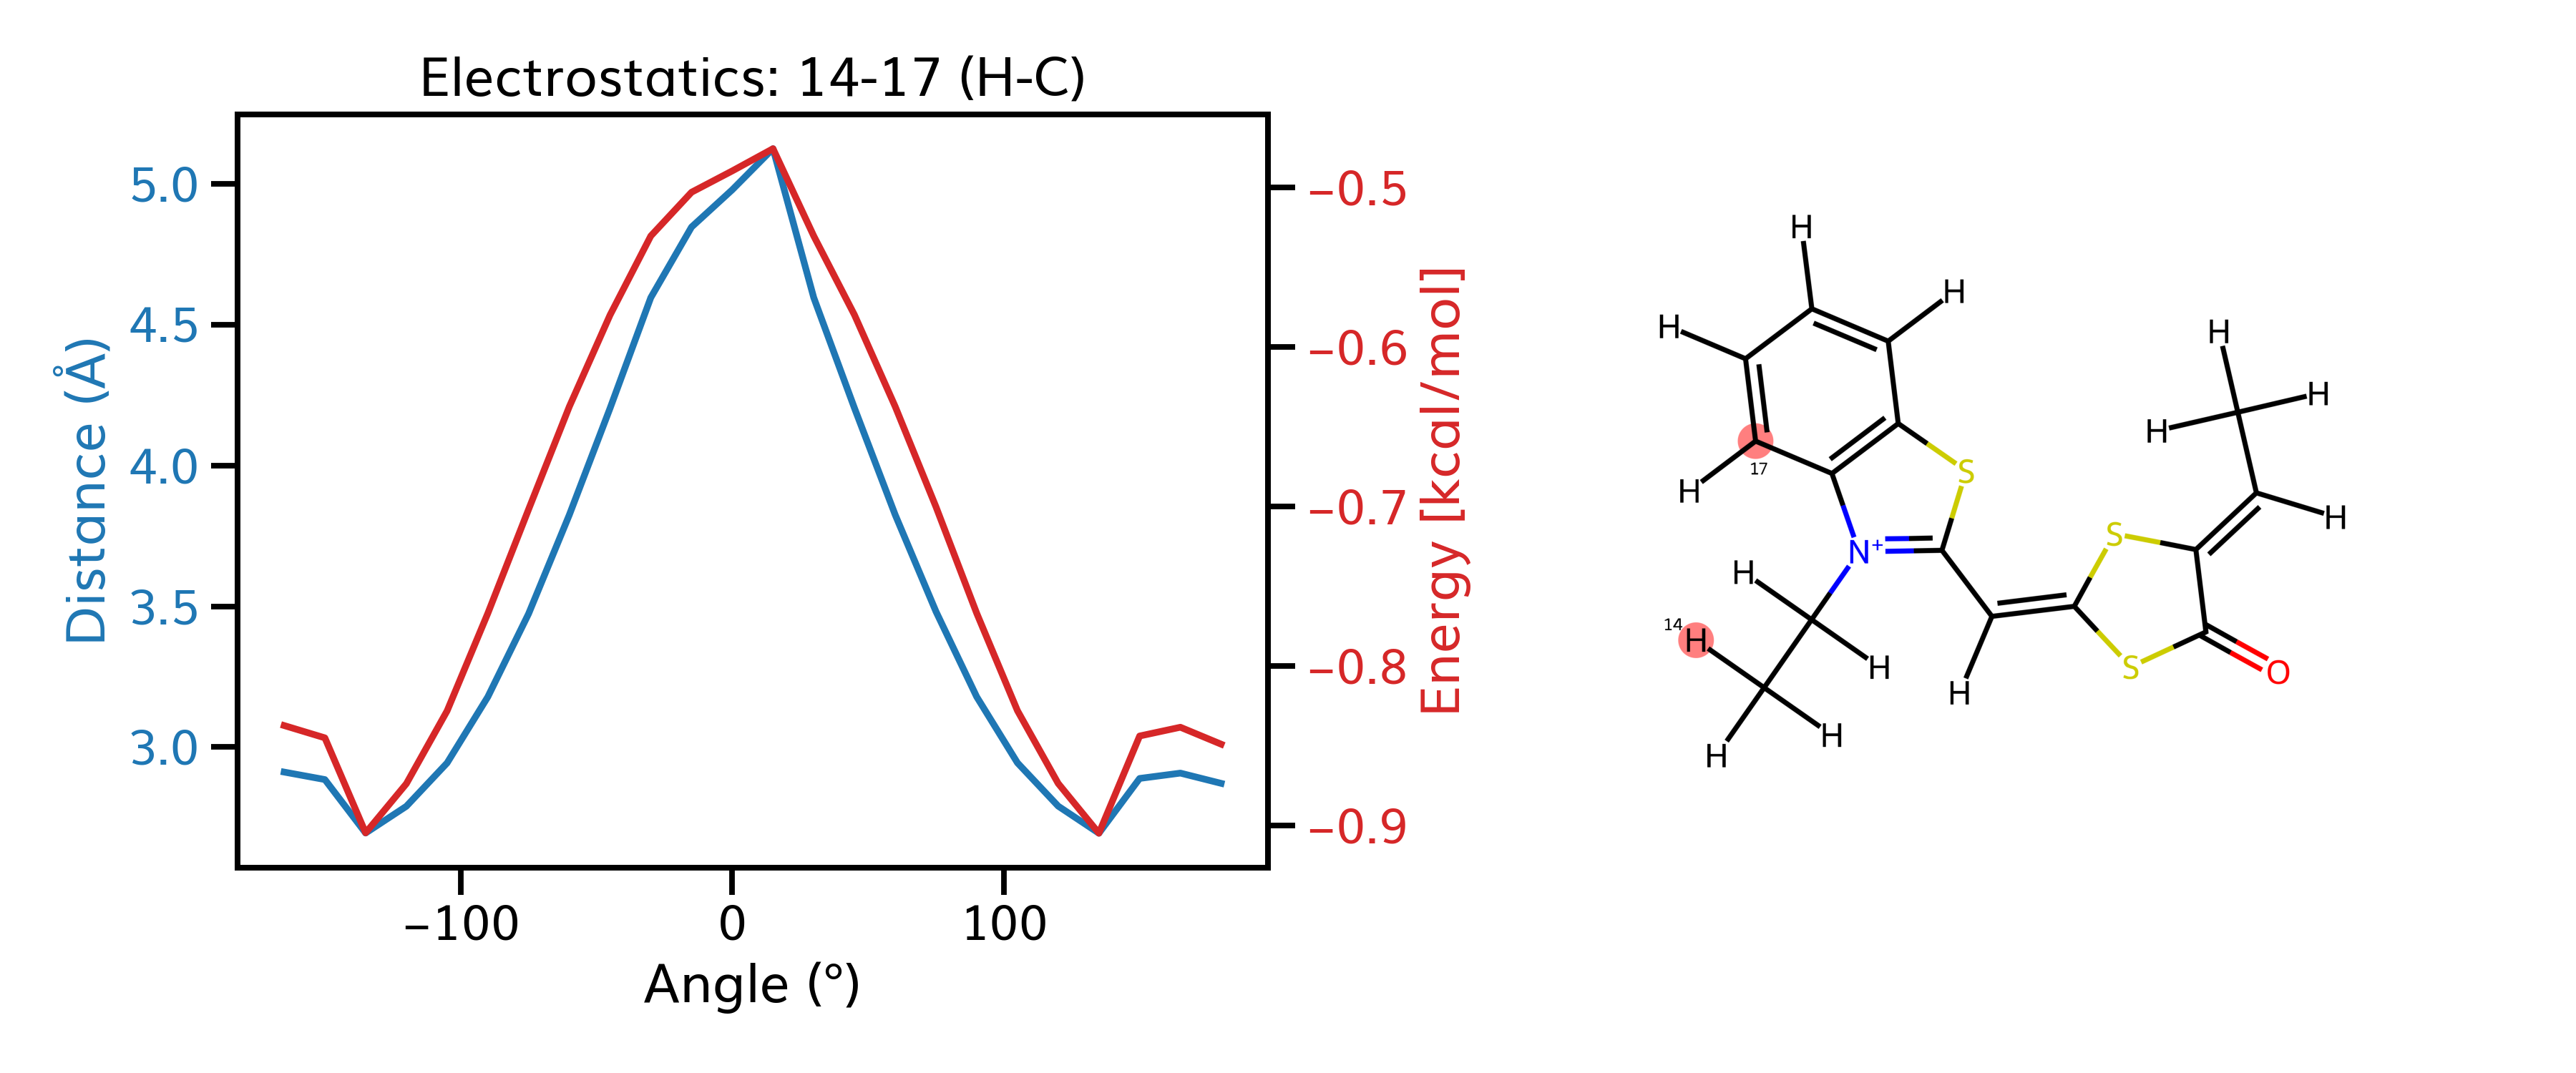 Electrostatics: 14-17 (H-C)
5.0
4.5
4.0
3.5
3.0
Distance (Å)
−0.5
−0.6
−0.7
−0.8
−0.9
Energy [kcal/mol]
−100 0 100
Angle (°)
H
H
H
H
H
H
S
H
17
H
H
S
N+
H
14
H
H
S
O
H
H
H